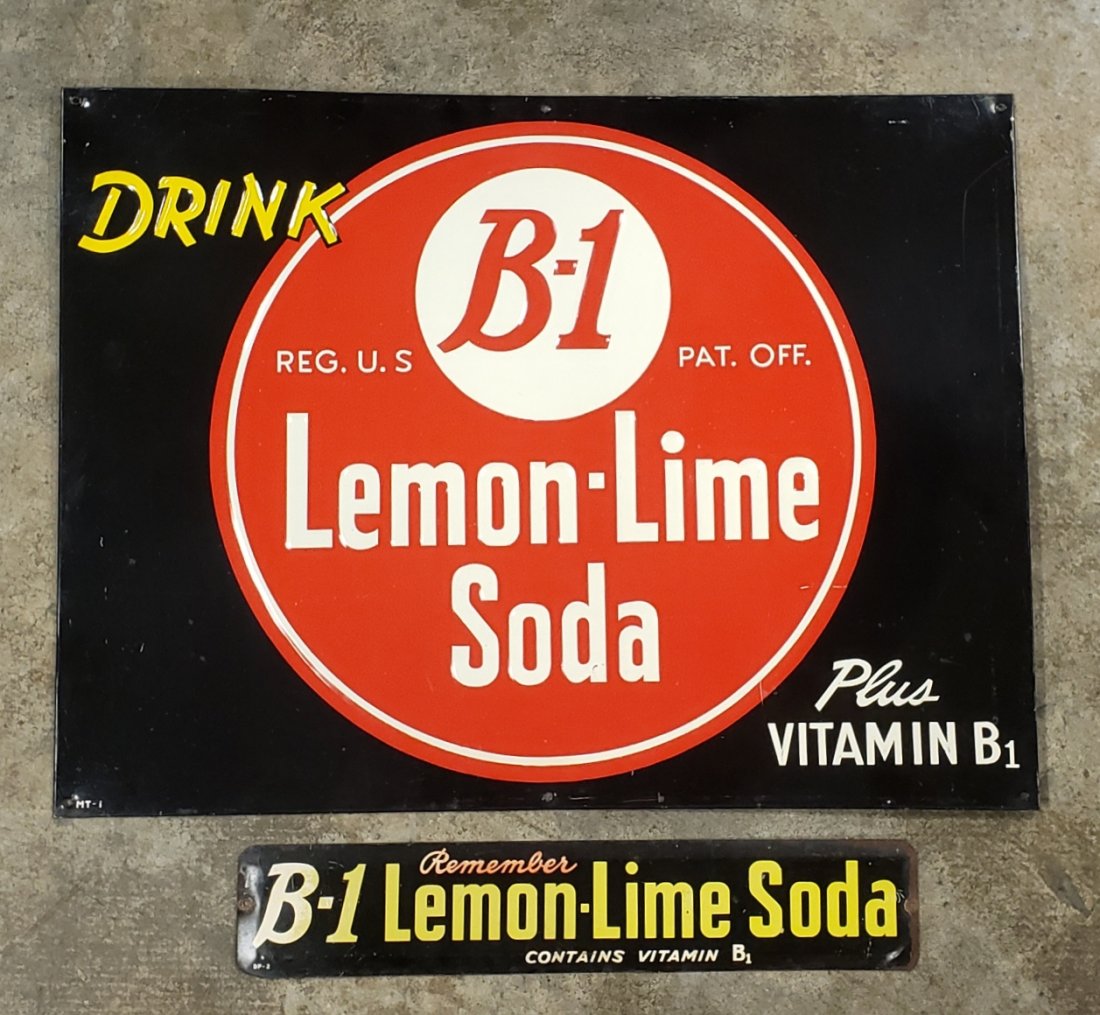 DRINK
B-1
REG. U.S PAT. OFF.
Lemon-Lime
Soda
Plus
VITAMIN B1
MT-1
Remember
B-1 Lemon-Lime Soda
CONTAINS VITAMIN B1